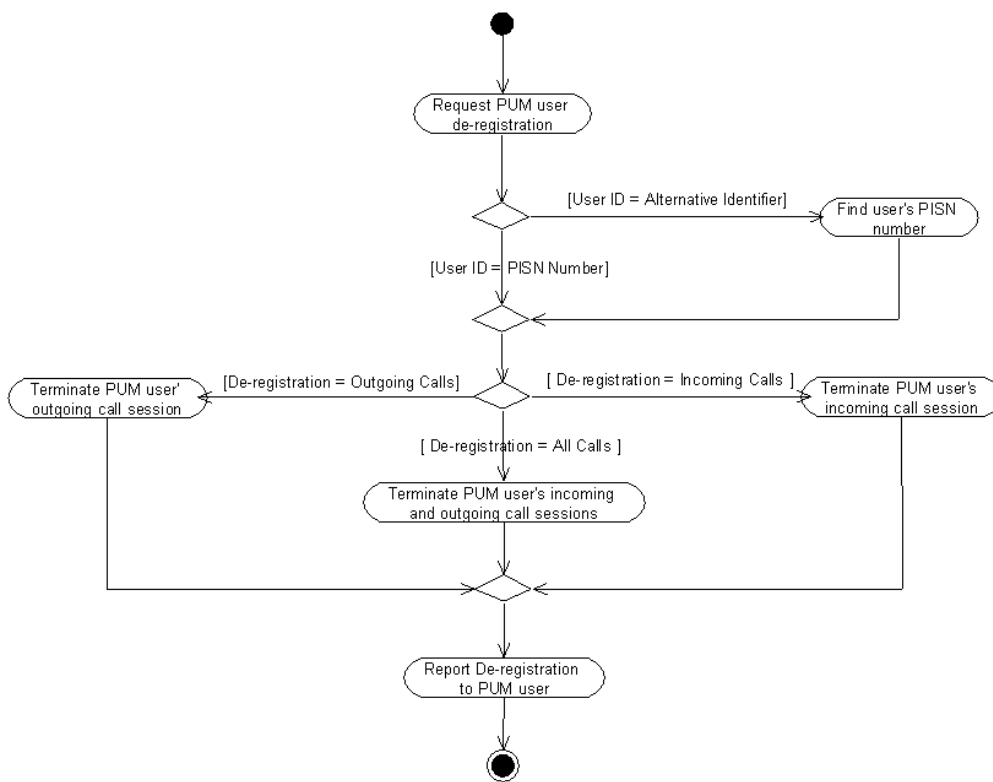 Request PUM user
de-registration
[User ID = Alternative Identifier]
Find user's PISN
number
[User ID = PISN Number]
[De-registration = Outgoing Calls]
[ De-registration = Incoming Calls ]
Terminate PUM user'
outgoing call session
Terminate PUM user's
incoming call session
[ De-registration = All Calls ]
Terminate PUM user's incoming
and outgoing call sessions
Report De-registration
to PUM user